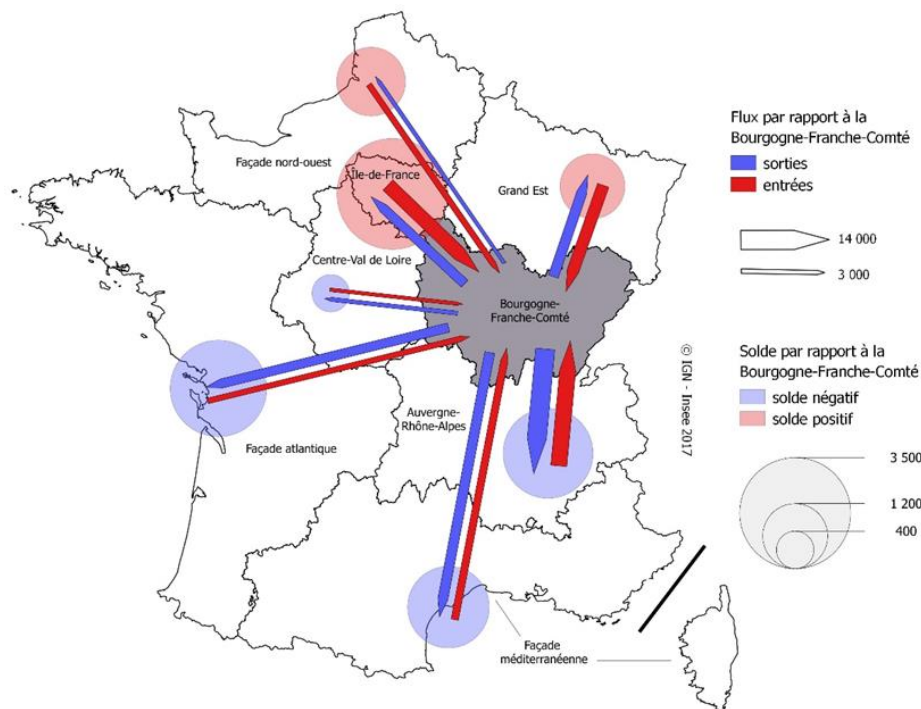 Façade nord-ouest
Île-de-France
Grand Est
Centre-Val de Loire
Bourgogne-
Franche-Comté
Auvergne-
Rhône-Alpes
Façade atlantique
Façade
méditerranéenne
© IGN - Insee 2017
Flux par rapport à la
Bourgogne-Franche-Comté
sorties
entrées
14 000
3 000
Solde par rapport à la
Bourgogne-Franche-Comté
solde négatif
solde positif
3 500
1 200
400